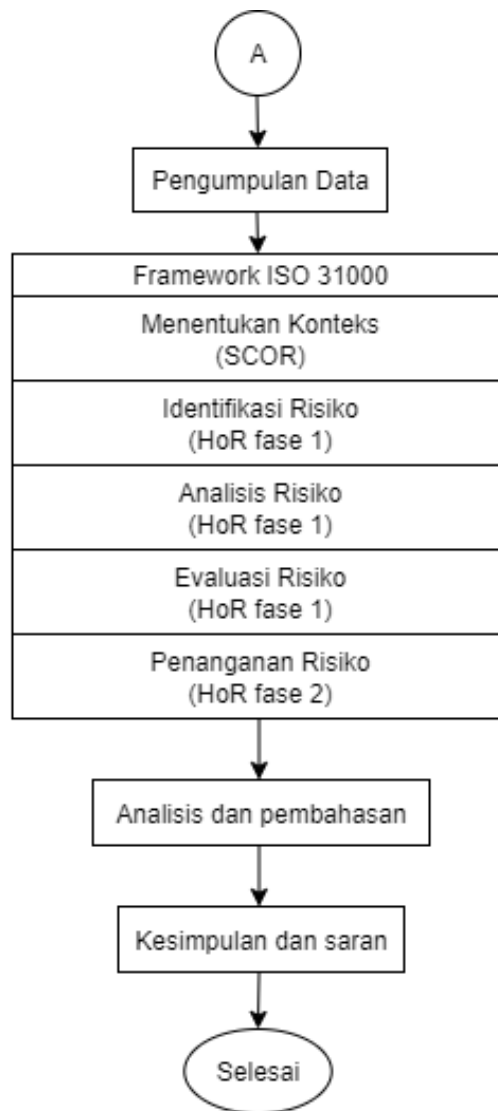 A
Pengumpulan Data
Framework ISO 31000
Menentukan Konteks
(SCOR)
Identifikasi Risiko
(HoR fase 1)
Analisis Risiko
(HoR fase 1)
Evaluasi Risiko
(HoR fase 1)
Penanganan Risiko
(HoR fase 2)
Analisis dan pembahasan
Kesimpulan dan saran
Selesai